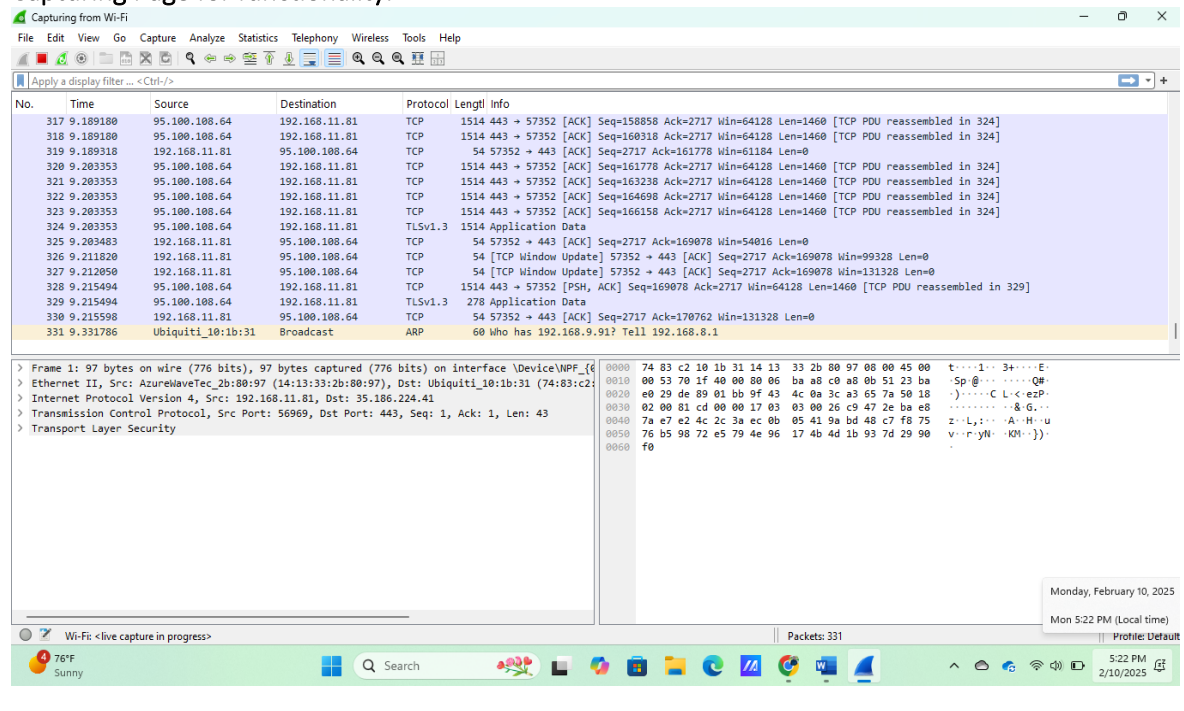 Capturing from Wi-Fi
File Edit View Go Capture Analyze Statistics Telephony Wireless Tools Help
Apply a display filter ... <Ctrl-/>
No. Time Source Destination Protocol Lengtl Info
317 9.189180 95.100.108.64 192.168.11.81 TCP 1514 443 → 57352 [ACK] Seq=158858 Ack=2717 Win=64128 Len=1460 [TCP PDU reassembled in 324]
318 9.189180 95.100.108.64 192.168.11.81 TCP 1514 443 → 57352 [ACK] Seq=160318 Ack=2717 Win=64128 Len=1460 [TCP PDU reassembled in 324]
319 9.189318 192.168.11.81 95.100.108.64 TCP 54 57352 → 443 [ACK] Seq=2717 Ack=161778 Win=61184 Len=0
320 9.203353 95.100.108.64 192.168.11.81 TCP 1514 443 → 57352 [ACK] Seq=161778 Ack=2717 Win=64128 Len=1460 [TCP PDU reassembled in 324]
321 9.203353 95.100.108.64 192.168.11.81 TCP 1514 443 → 57352 [ACK] Seq=163238 Ack=2717 Win=64128 Len=1460 [TCP PDU reassembled in 324]
322 9.203353 95.100.108.64 192.168.11.81 TCP 1514 443 → 57352 [ACK] Seq=164698 Ack=2717 Win=64128 Len=1460 [TCP PDU reassembled in 324]
323 9.203353 95.100.108.64 192.168.11.81 TCP 1514 443 → 57352 [ACK] Seq=166158 Ack=2717 Win=64128 Len=1460 [TCP PDU reassembled in 324]
324 9.203353 95.100.108.64 192.168.11.81 TLSv1.3 1514 Application Data
325 9.203483 192.168.11.81 95.100.108.64 TCP 54 57352 → 443 [ACK] Seq=2717 Ack=169078 Win=54016 Len=0
326 9.211820 192.168.11.81 95.100.108.64 TCP 54 [TCP Window Update] 57352 → 443 [ACK] Seq=2717 Ack=169078 Win=99328 Len=0
327 9.212050 192.168.11.81 95.100.108.64 TCP 54 [TCP Window Update] 57352 → 443 [ACK] Seq=2717 Ack=169078 Win=131328 Len=0
328 9.215494 95.100.108.64 192.168.11.81 TCP 1514 443 → 57352 [PSH, ACK] Seq=169078 Ack=2717 Win=64128 Len=1460 [TCP PDU reassembled in 329]
329 9.215494 95.100.108.64 192.168.11.81 TLSv1.3 278 Application Data
330 9.215598 192.168.11.81 95.100.108.64 TCP 54 57352 → 443 [ACK] Seq=2717 Ack=170762 Win=131328 Len=0
331 9.331786 Ubiquiti_10:1b:31 Broadcast ARP 60 Who has 192.168.9.91? Tell 192.168.8.1
> Frame 1: 97 bytes on wire (776 bits), 97 bytes captured (776 bits) on interface \Device\NPF_{
> Ethernet II, Src: AzureWaveTec_2b:80:97 (14:13:33:2b:80:97), Dst: Ubiquiti_10:1b:31 (74:83:c2:
> Internet Protocol Version 4, Src: 192.168.11.81, Dst: 35.186.224.41
> Transmission Control Protocol, Src Port: 56969, Dst Port: 443, Seq: 1, Ack: 1, Len: 43
> Transport Layer Security
0000 74 83 c2 10 1b 31 14 13 33 2b 80 97 08 00 45 00 t····1·· 3+····E·
0010 00 53 70 1f 40 00 80 06 ba a8 c0 a8 0b 51 23 ba ·Sp·@··· ·····Q#·
0020 e0 29 de 89 01 bb 9f 43 4c 0a 3c a3 65 7a 50 18 ·)·····C L·<·ezP·
0030 02 00 81 cd 00 00 17 03 03 00 26 c9 47 2e ba e8 ········ ··&·G.··
0040 7a e7 e2 4c 2c 3a ec 0b 05 41 9a bd 48 c7 f8 75 z··L,:·· ·A··H··u
0050 76 b5 98 72 e5 79 4e 96 17 4b 4d 1b 93 7d 29 90 v··r·yN· ·KM··})·
0060 f0 ·
Monday, February 10, 2025
Mon 5:22 PM (Local time)
Wi-Fi: <live capture in progress> Packets: 331 Profile: Default
4 76°F
Sunny
Search
5:22 PM
2/10/2025